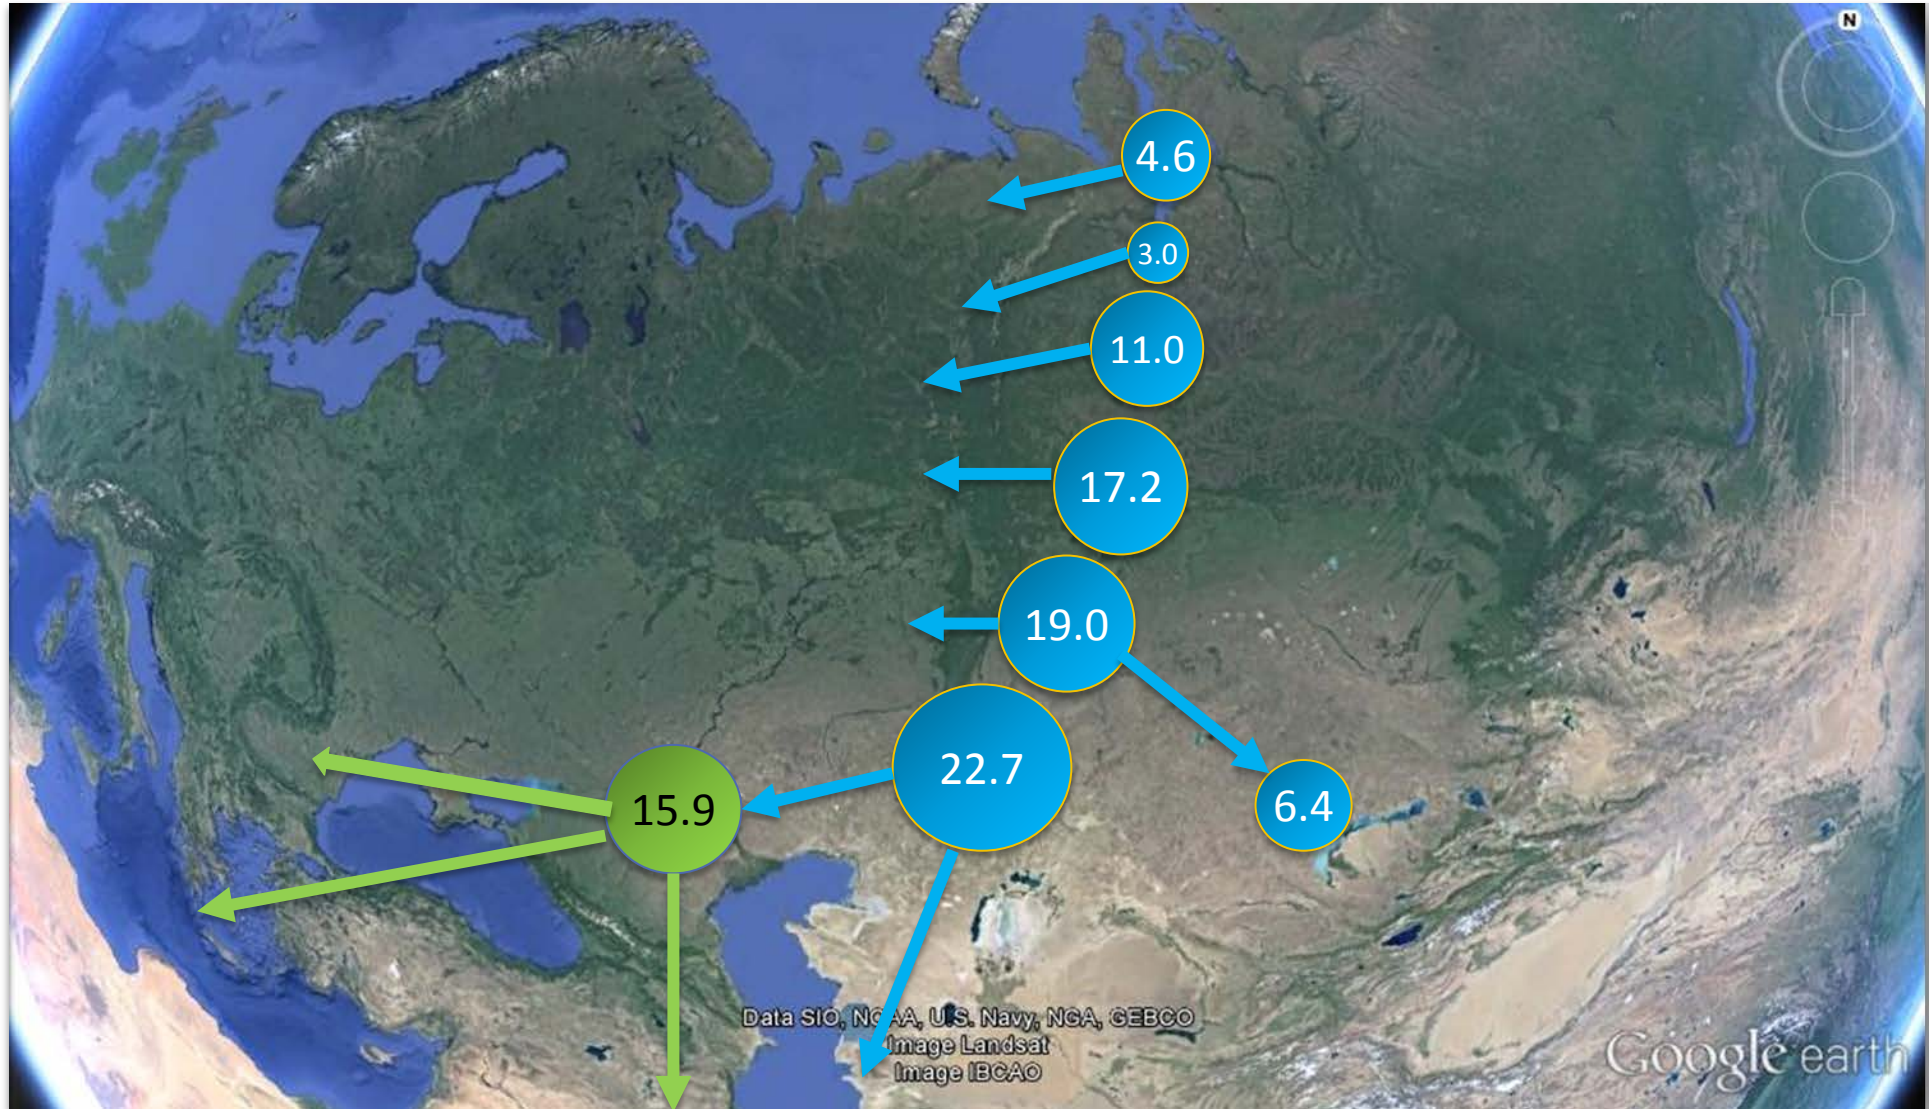 N
4.6
3.0
11.0
17.2
19.0
22.7
15.9
6.4
Data SIO, NOAA, U.S. Navy, NGA, GEBCO
Image Landsat
Image IBCAO
Google earth